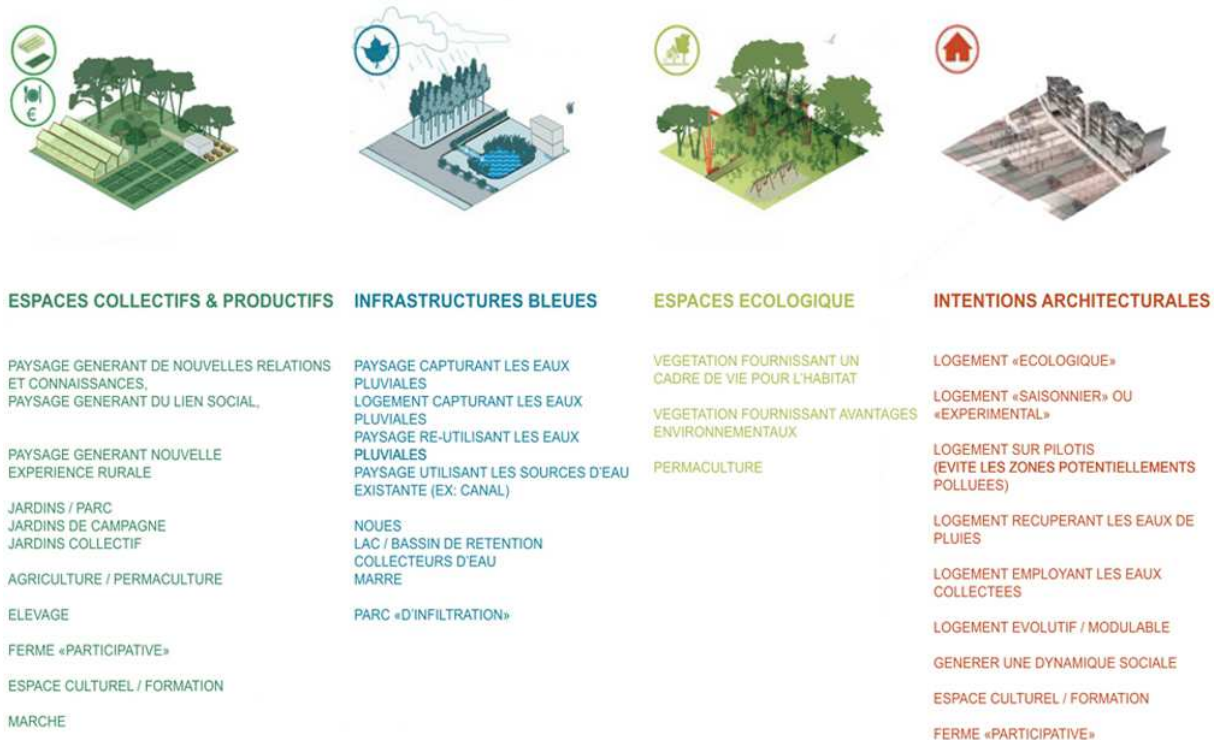 €
ESPACES COLLECTIFS & PRODUCTIFS
PAYSAGE GENERANT DE NOUVELLES RELATIONS
ET CONNAISSANCES,
PAYSAGE GENERANT DU LIEN SOCIAL,
PAYSAGE GENERANT NOUVELLE
EXPERIENCE RURALE
JARDINS / PARC
JARDINS DE CAMPAGNE
JARDINS COLLECTIF
AGRICULTURE / PERMACULTURE
ELEVAGE
FERME «PARTICIPATIVE»
ESPACE CULTUREL / FORMATION
MARCHE
INFRASTRUCTURES BLEUES
PAYSAGE CAPTURANT LES EAUX
PLUVIALES
LOGEMENT CAPTURANT LES EAUX
PLUVIALES
PAYSAGE RE-UTILISANT LES EAUX
PLUVIALES
PAYSAGE UTILISANT LES SOURCES D'EAU
EXISTANTE (EX: CANAL)
NOUES
LAC / BASSIN DE RETENTION
COLLECTEURS D'EAU
MARRE
PARC «D'INFILTRATION»
ESPACES ECOLOGIQUE
VEGETATION FOURNISSANT UN
CADRE DE VIE POUR L'HABITAT
VEGETATION FOURNISSANT AVANTAGES
ENVIRONNEMENTAUX
PERMACULTURE
INTENTIONS ARCHITECTURALES
LOGEMENT «ECOLOGIQUE»
LOGEMENT «SAISONNIER» OU
«EXPERIMENTAL»
LOGEMENT SUR PILOTIS
(EVITE LES ZONES POTENTIELLEMENTS
POLLUEES)
LOGEMENT RECUPERANT LES EAUX DE
PLUIES
LOGEMENT EMPLOYANT LES EAUX
COLLECTEES
LOGEMENT EVOLUTIF / MODULABLE
GENERER UNE DYNAMIQUE SOCIALE
ESPACE CULTUREL / FORMATION
FERME «PARTICIPATIVE»